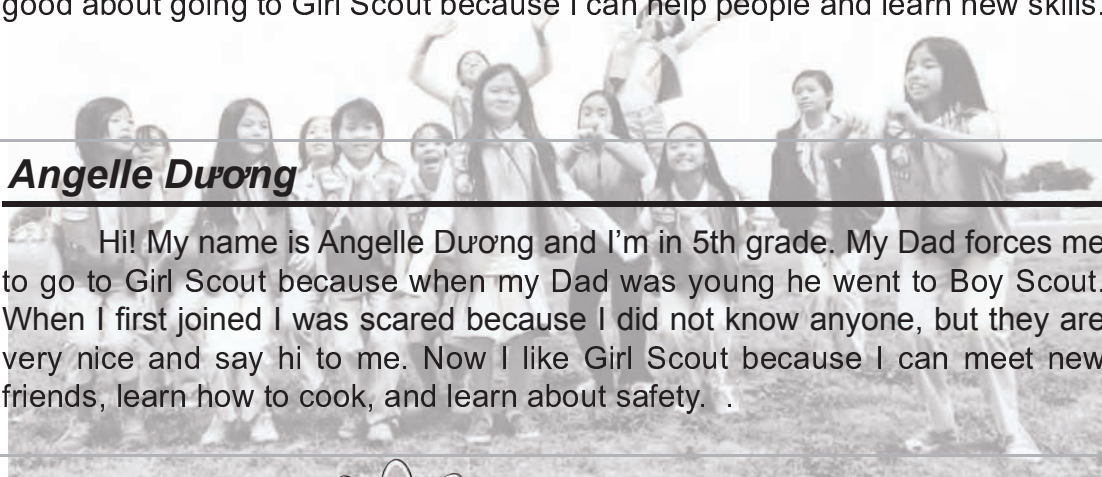 good about going to Girl Scout because I can help people and learn new skills.
Angelle Dương
Hi! My name is Angelle Dương and I’m in 5th grade. My Dad forces me
to go to Girl Scout because when my Dad was young he went to Boy Scout.
When I first joined I was scared because I did not know anyone, but they are
very nice and say hi to me. Now I like Girl Scout because I can meet new
friends, learn how to cook, and learn about safety.  .